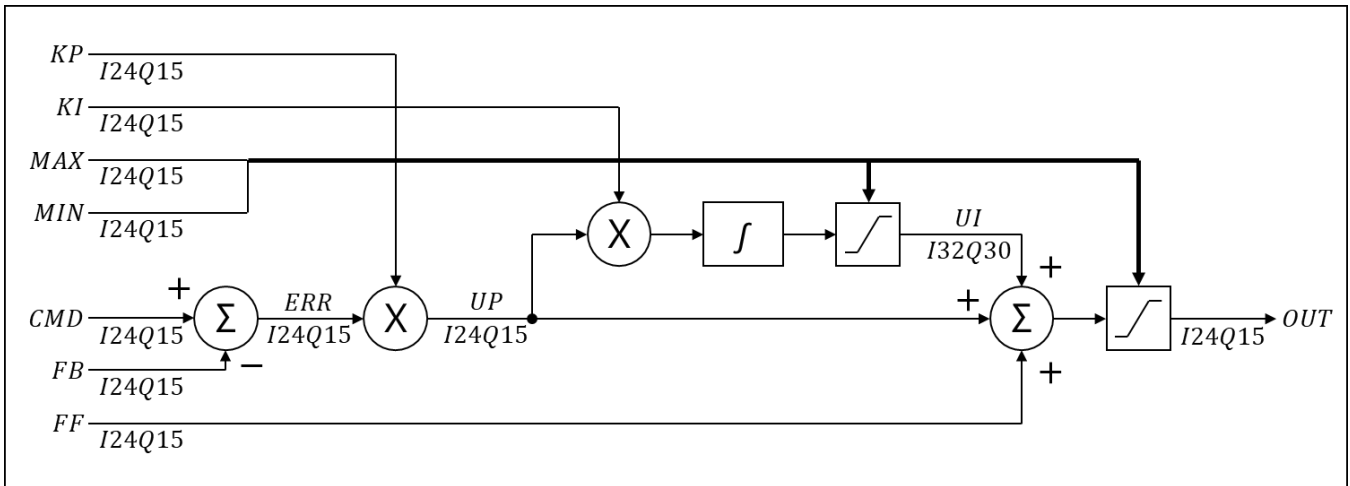 KP
I24Q15
KI
I24Q15
MAX
I24Q15
MIN
I24Q15
X
∫
UI
I32Q30
+
+
ERR
UP
+
CMD
Σ
X
Σ
OUT
I24Q15
I24Q15
I24Q15
I24Q15
FB
−
+
I24Q15
FF
I24Q15